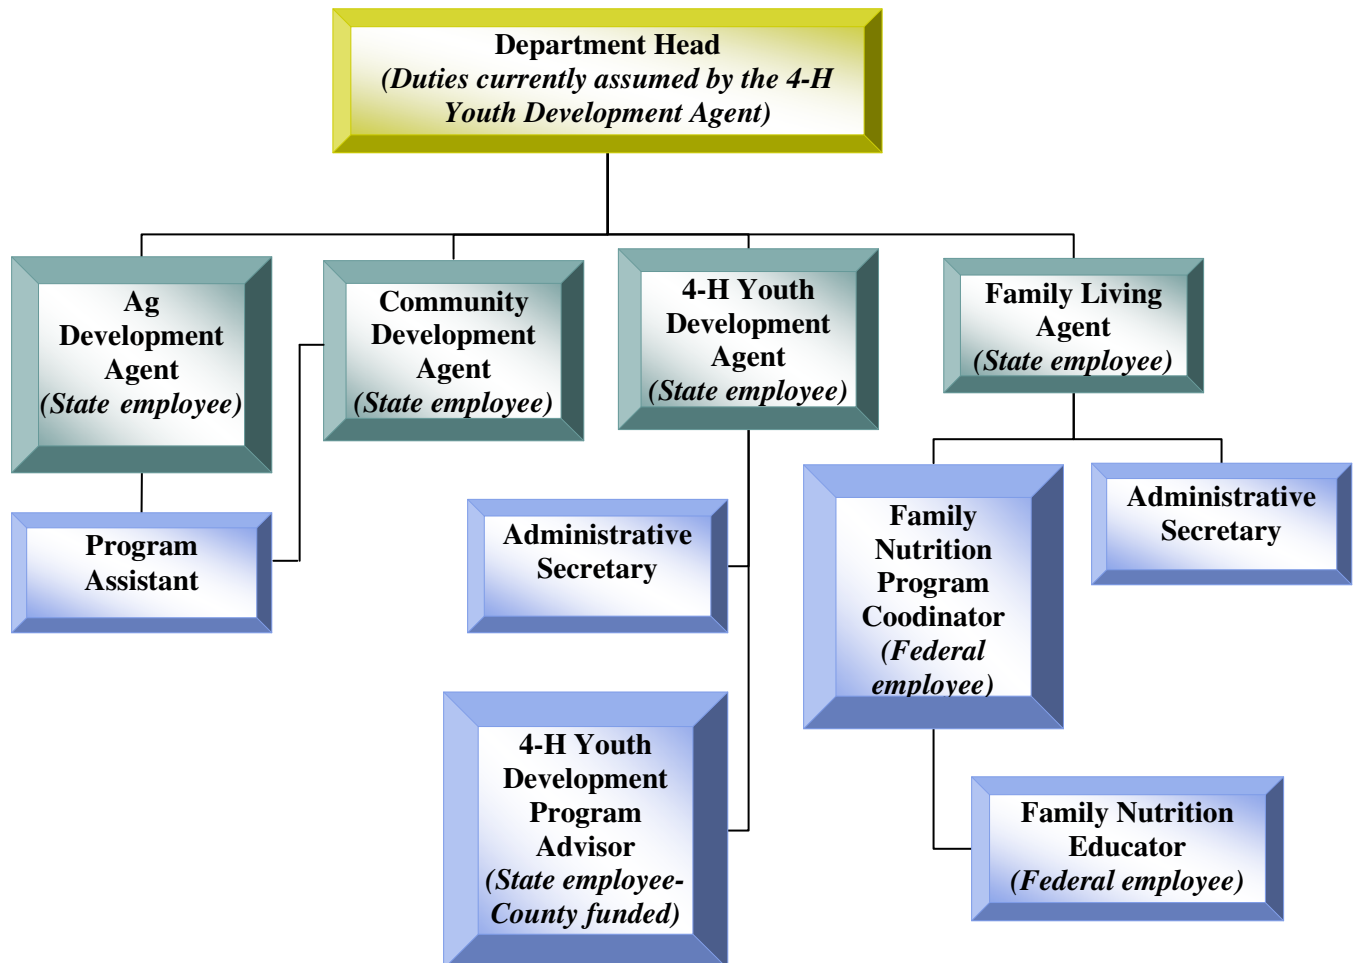 Department Head
(Duties currently assumed by the 4-H
Youth Development Agent)
Ag
Development
Agent
(State employee)
Community
Development
Agent
(State employee)
4-H Youth
Development
Agent
(State employee)
Family Living
Agent
(State employee)
Program
Assistant
Administrative
Secretary
Family
Nutrition
Program
Coodinator
(Federal
employee)
Administrative
Secretary
4-H Youth
Development
Program
Advisor
(State employee-
County funded)
Family Nutrition
Educator
(Federal employee)